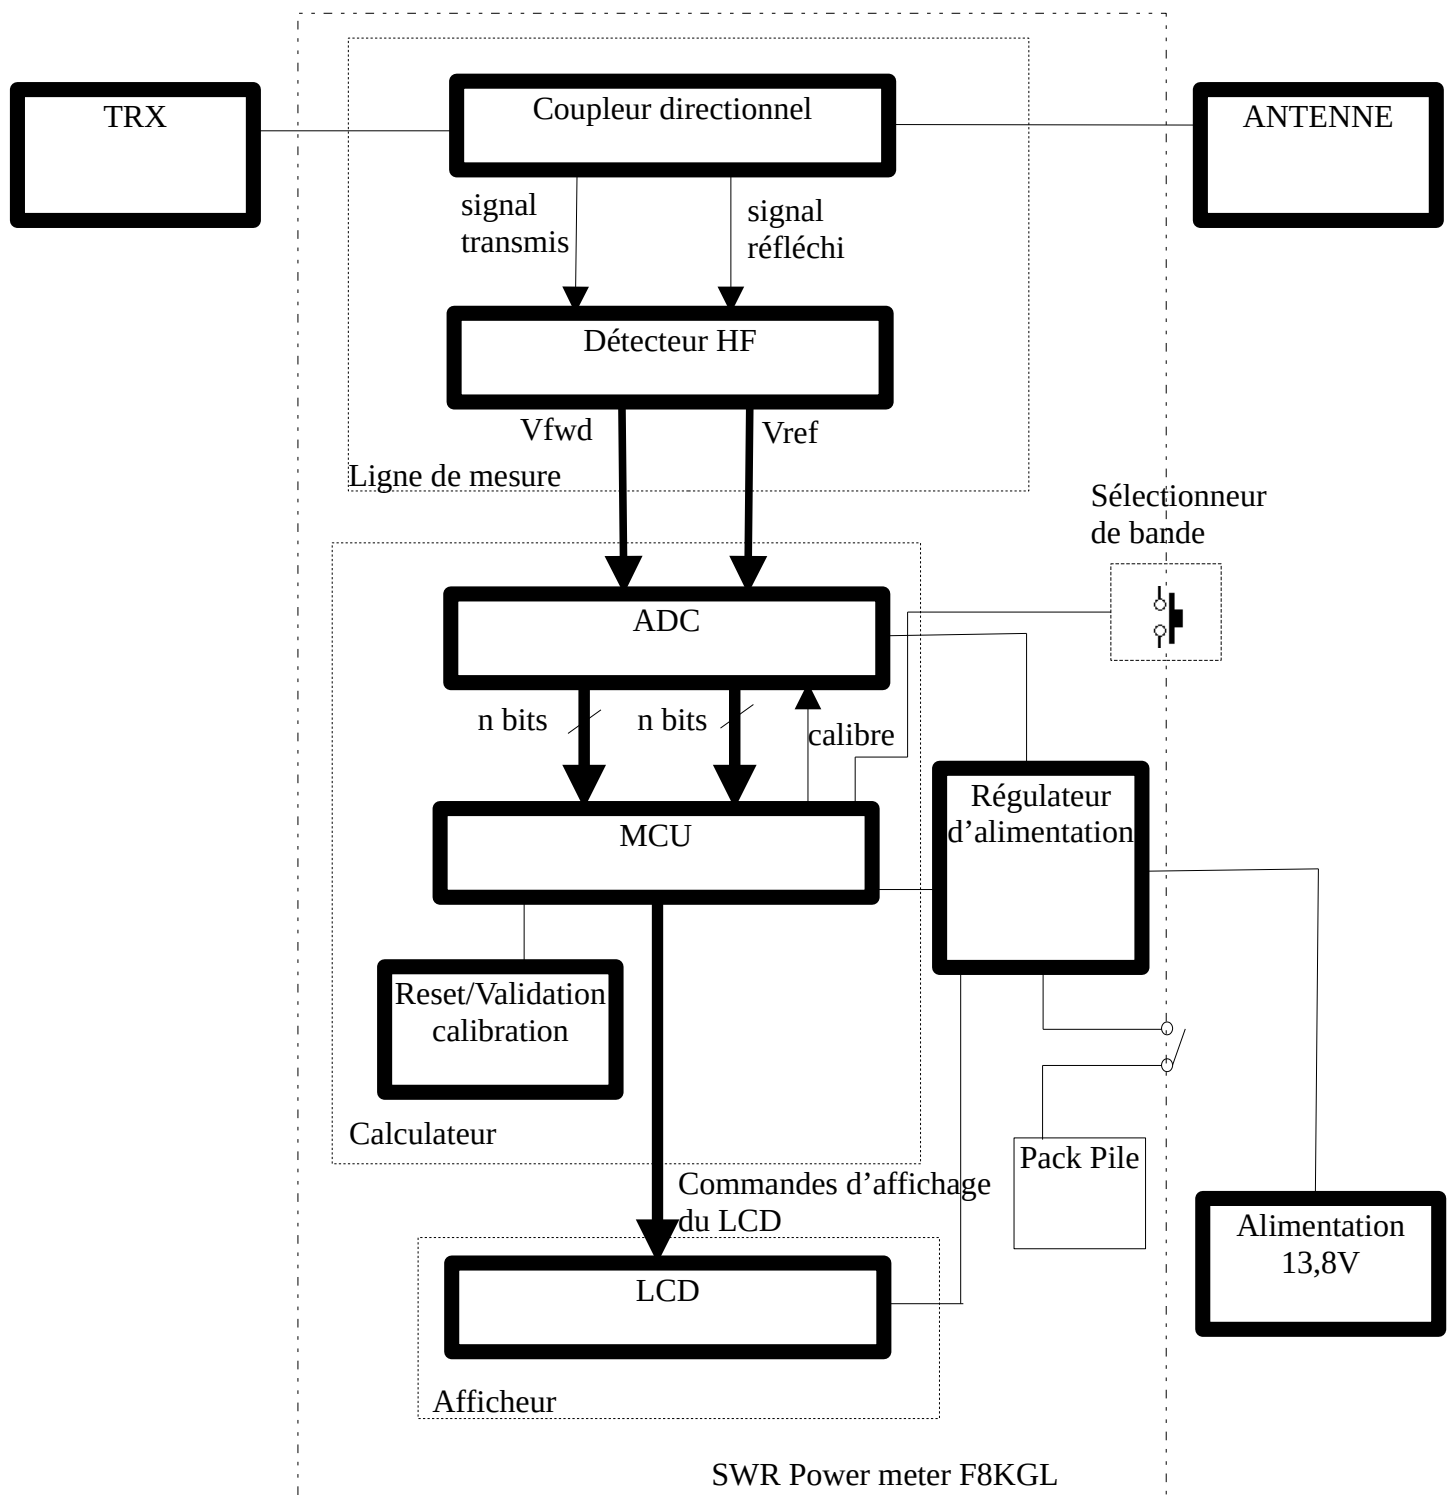 TRX
Coupleur directionnel
ANTENNE
signal
transmis
signal
réfléchi
Détecteur HF
Vfwd
Vref
Ligne de mesure
Sélectionneur
de bande
ADC
n bits
n bits
calibre
MCU
Régulateur
d’alimentation
Reset/Validation
calibration
Calculateur
Pack Pile
Commandes d’affichage
du LCD
Alimentation
13,8V
LCD
Afficheur
SWR Power meter F8KGL